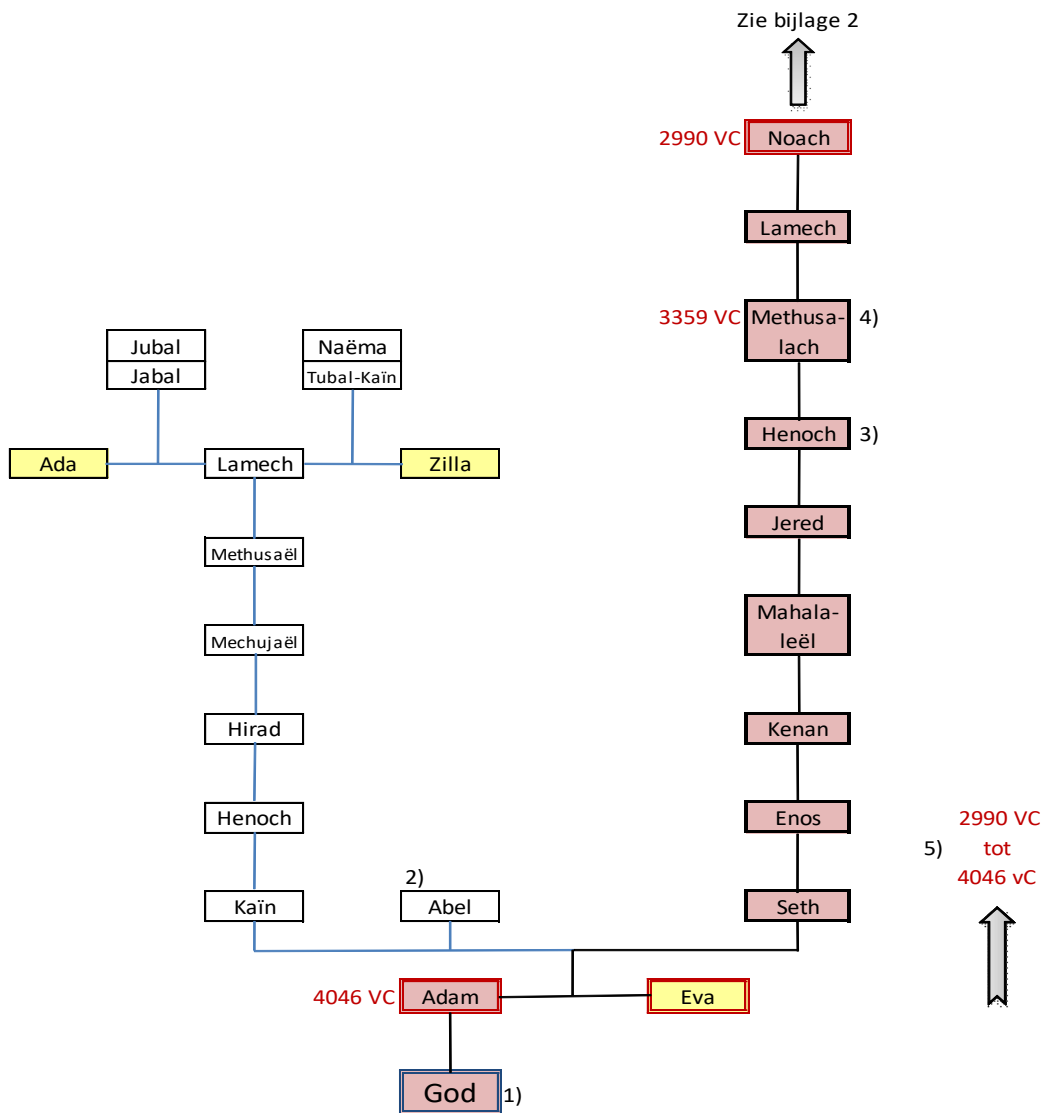 Zie bijlage 2
2990 VC
Noach
Lamech
3359 VC
Methusa-
lach
4)
Jubal
Jabal
Naëma
Tubal-Kaïn
Henoch
3)
Ada
Lamech
Zilla
Jered
Methusaël
Mahala-
leël
Mechujaël
Hirad
Kenan
Henoch
Enos
2990 VC
5)
tot
4046 vC
2)
Kaïn
Abel
Seth
4046 VC
Adam
Eva
God
1)